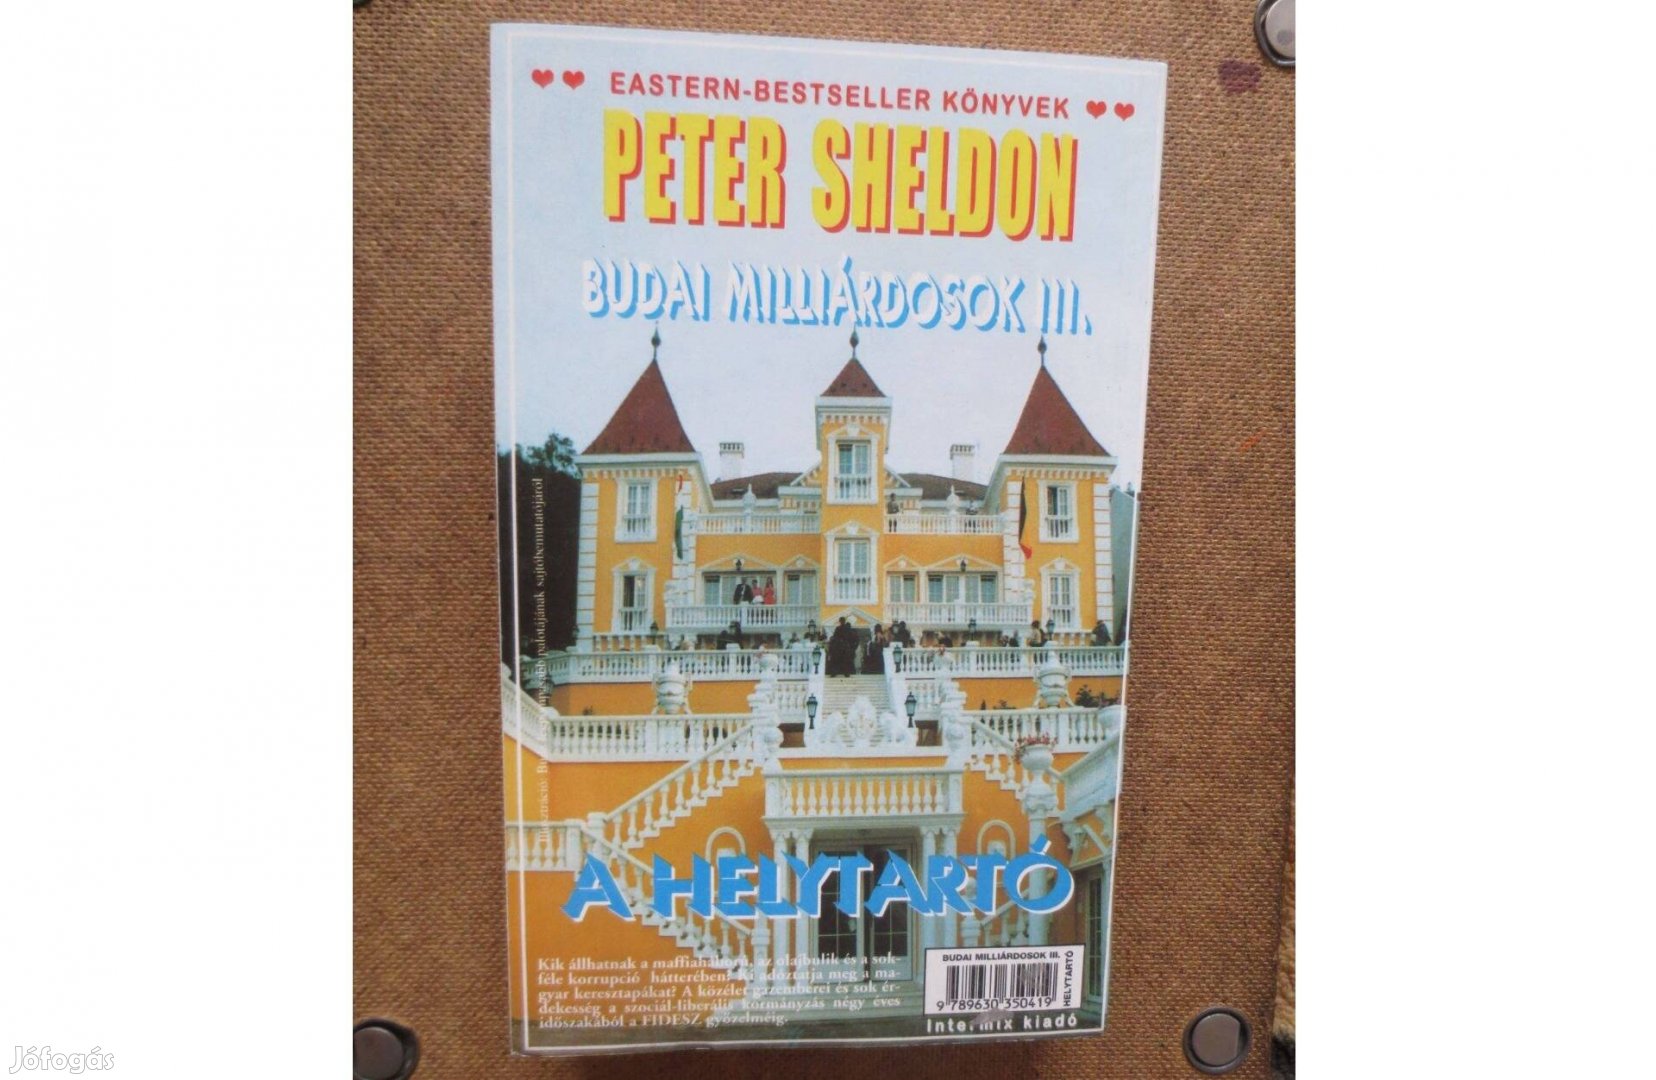 EASTERN-BESTSELLER KÖNYVEK
PETER SHELDON
BUDAI MILLIÁRDOSOK III.
palotájának sajtóbemutatójáról
A HELYTARTÓ
Kik állhatnak a maffiaháború, az olajbulik és a sok-
féle korrupció hátterében? Ki adóztatja meg a ma-
gyar keresztapákat? A közélet gazemberei és sok ér-
dekesség a szociál-liberális kormányzás négy éves
időszakából a FIDESZ győzelméig.
BUDAI MILLIÁRDOSOK III.
HELYTARTÓ
9 789630 350419
Intermix kiadó
Jófogás